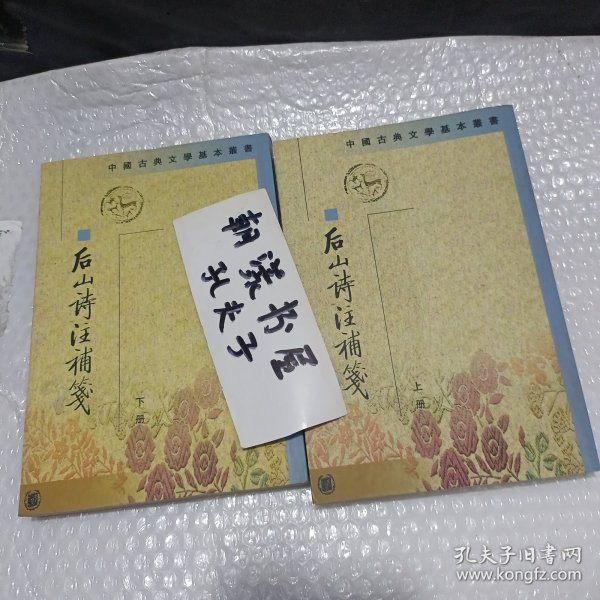 中國古典文學基本叢書
后山诗注補箋
下册
中國古典文學基本叢書
后山诗注補箋
上册
书屋
孔夫子
孔夫子旧书网
www.kongfz.com